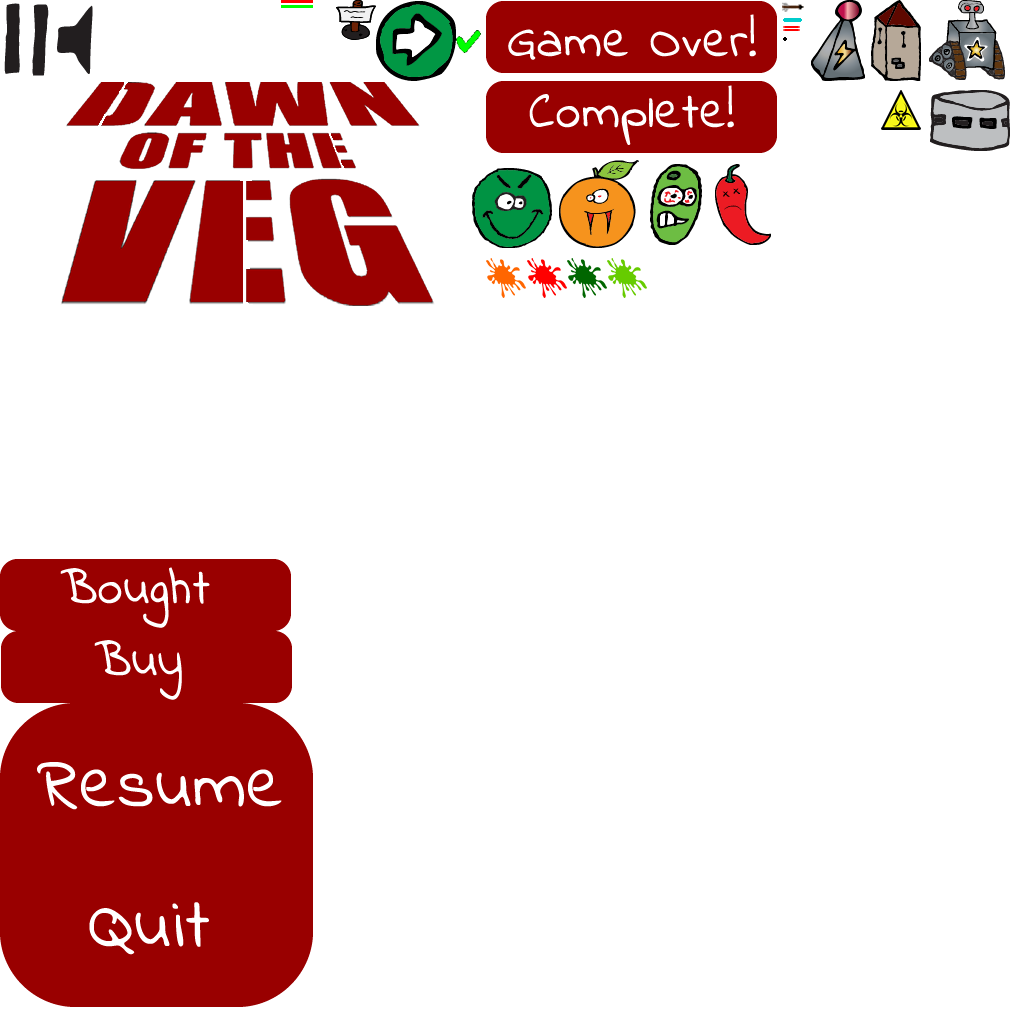 Game Over!
Complete!
DAWN
OF THE
VEG
Bought
Buy
Resume
Quit